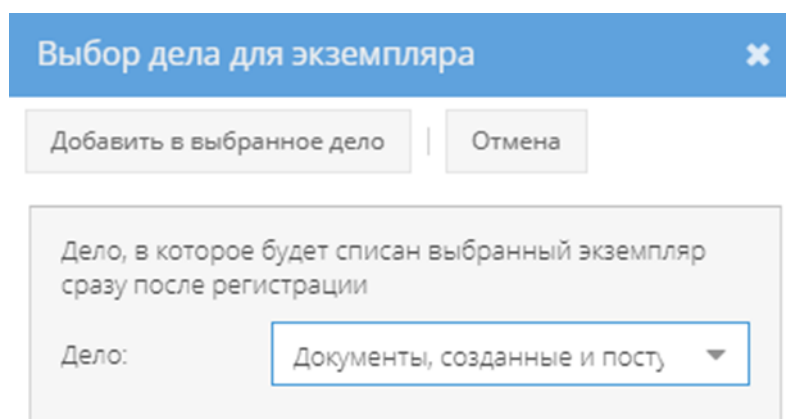 Выбор дела для экземпляра
Добавить в выбранное дело
Отмена
Дело, в которое будет списан выбранный экземпляр
сразу после регистрации
Дело:
Документы, созданные и посту